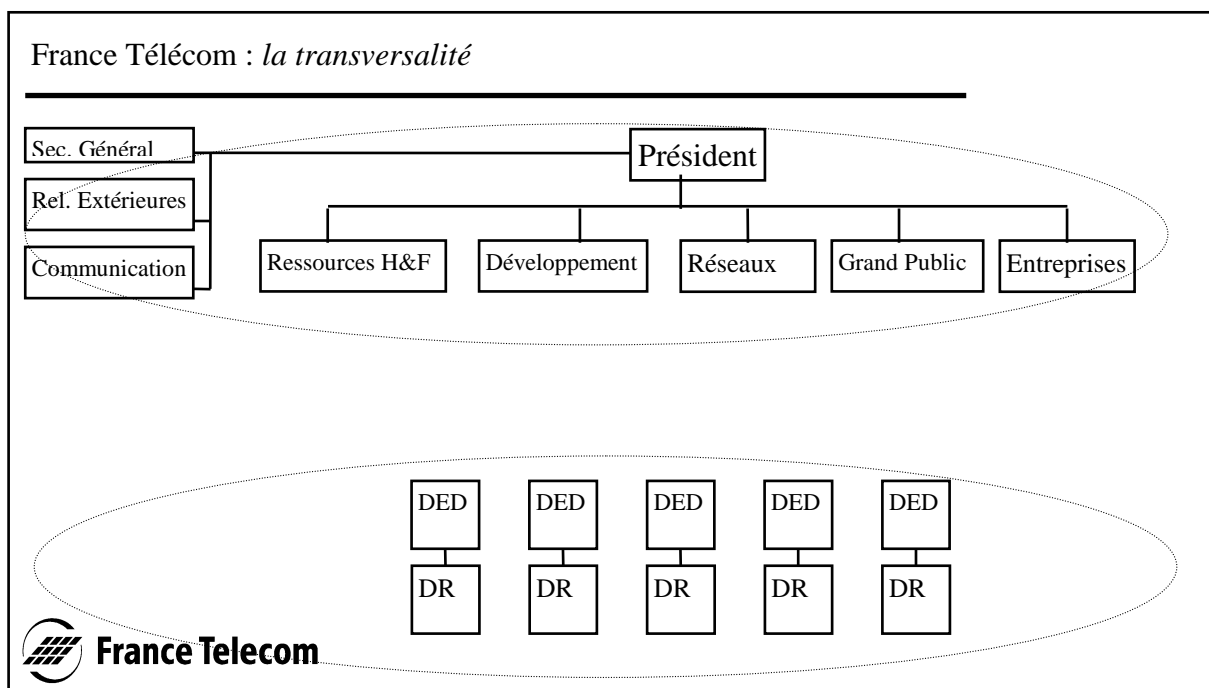 France Télécom : la transversalité
Sec. Général
Président
Rel. Extérieures
Communication
Ressources H&F
Développement
Réseaux
Grand Public
Entreprises
DED
DED
DED
DED
DED
DR
DR
DR
DR
DR
France Telecom